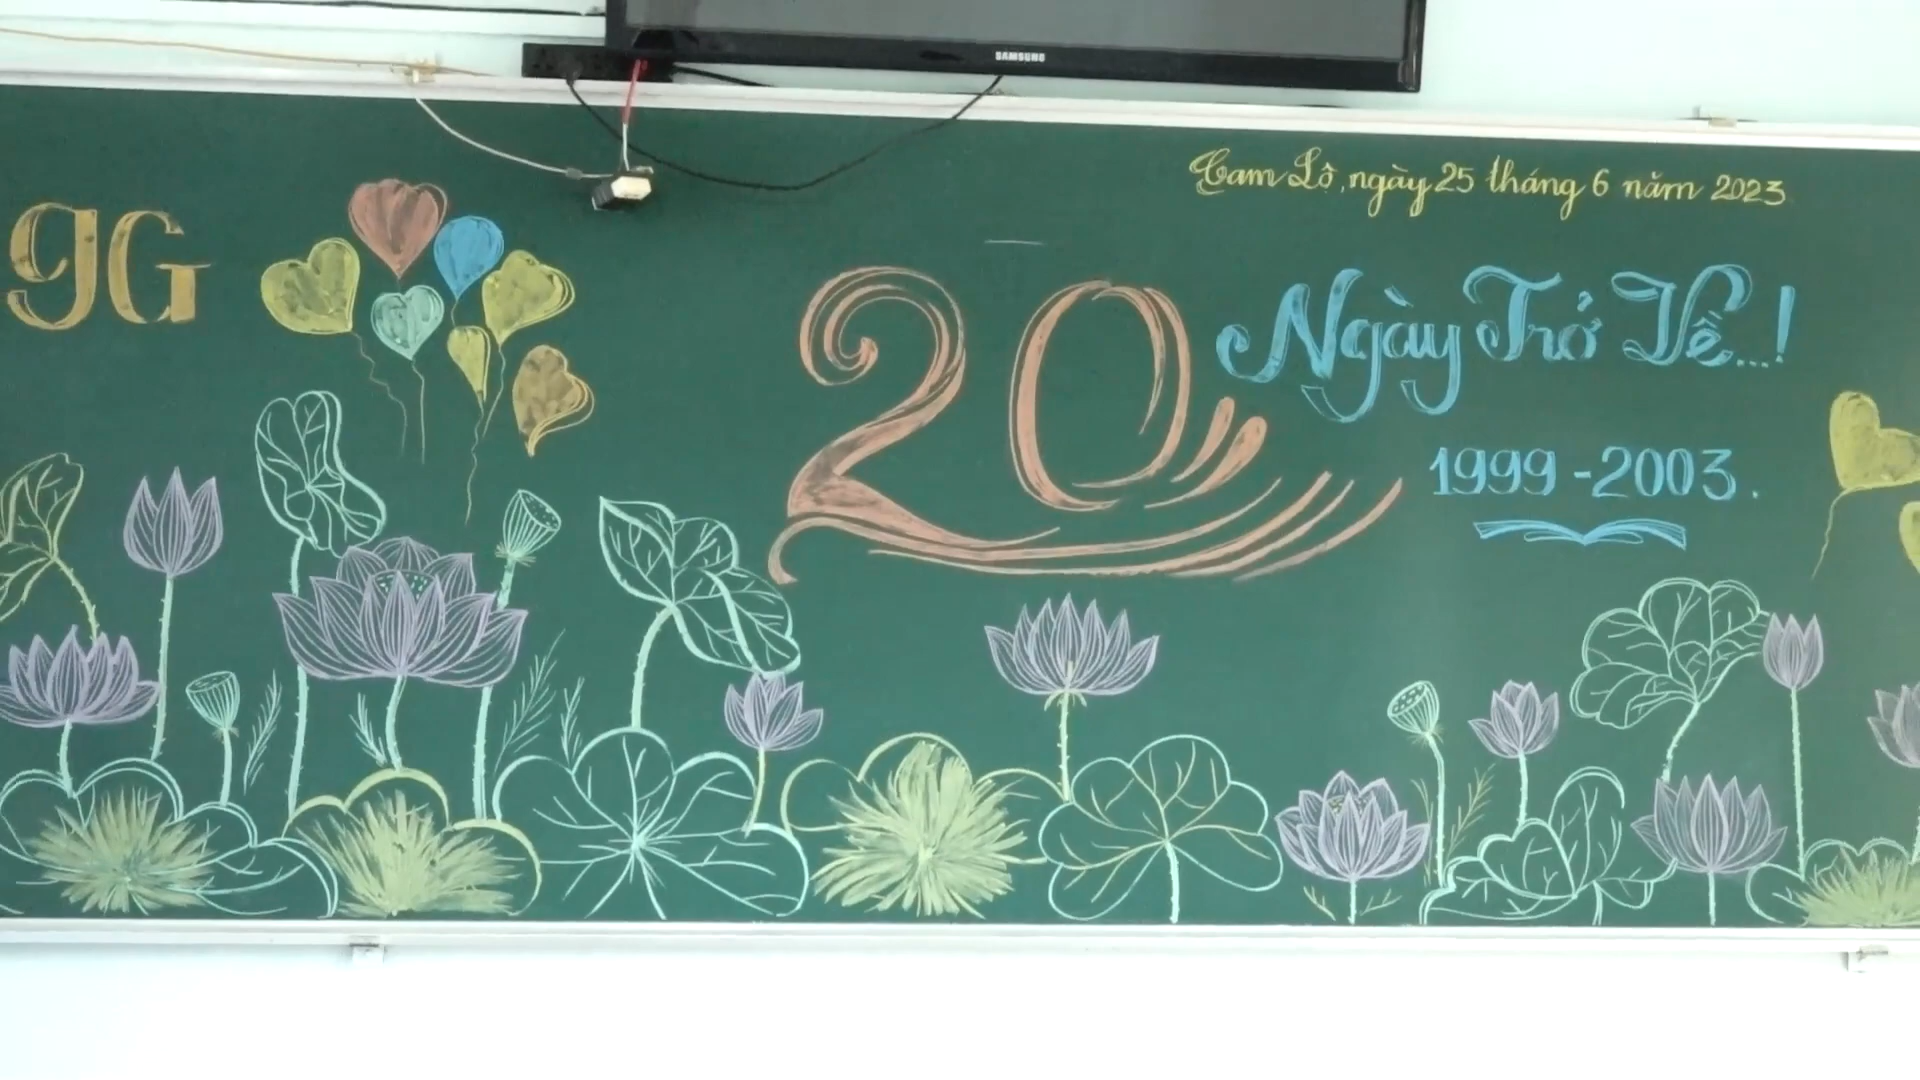 SAMSUNG
Cam Lộ, ngày 25 tháng 6 năm 2023
9G
20
Ngày Trở Về...!
1999 - 2003.